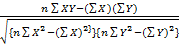 n ∑ XY−(∑ X)(∑ Y)
√{n ∑ X²−(∑ X)²]}{n ∑ Y²−(∑ Y)²}